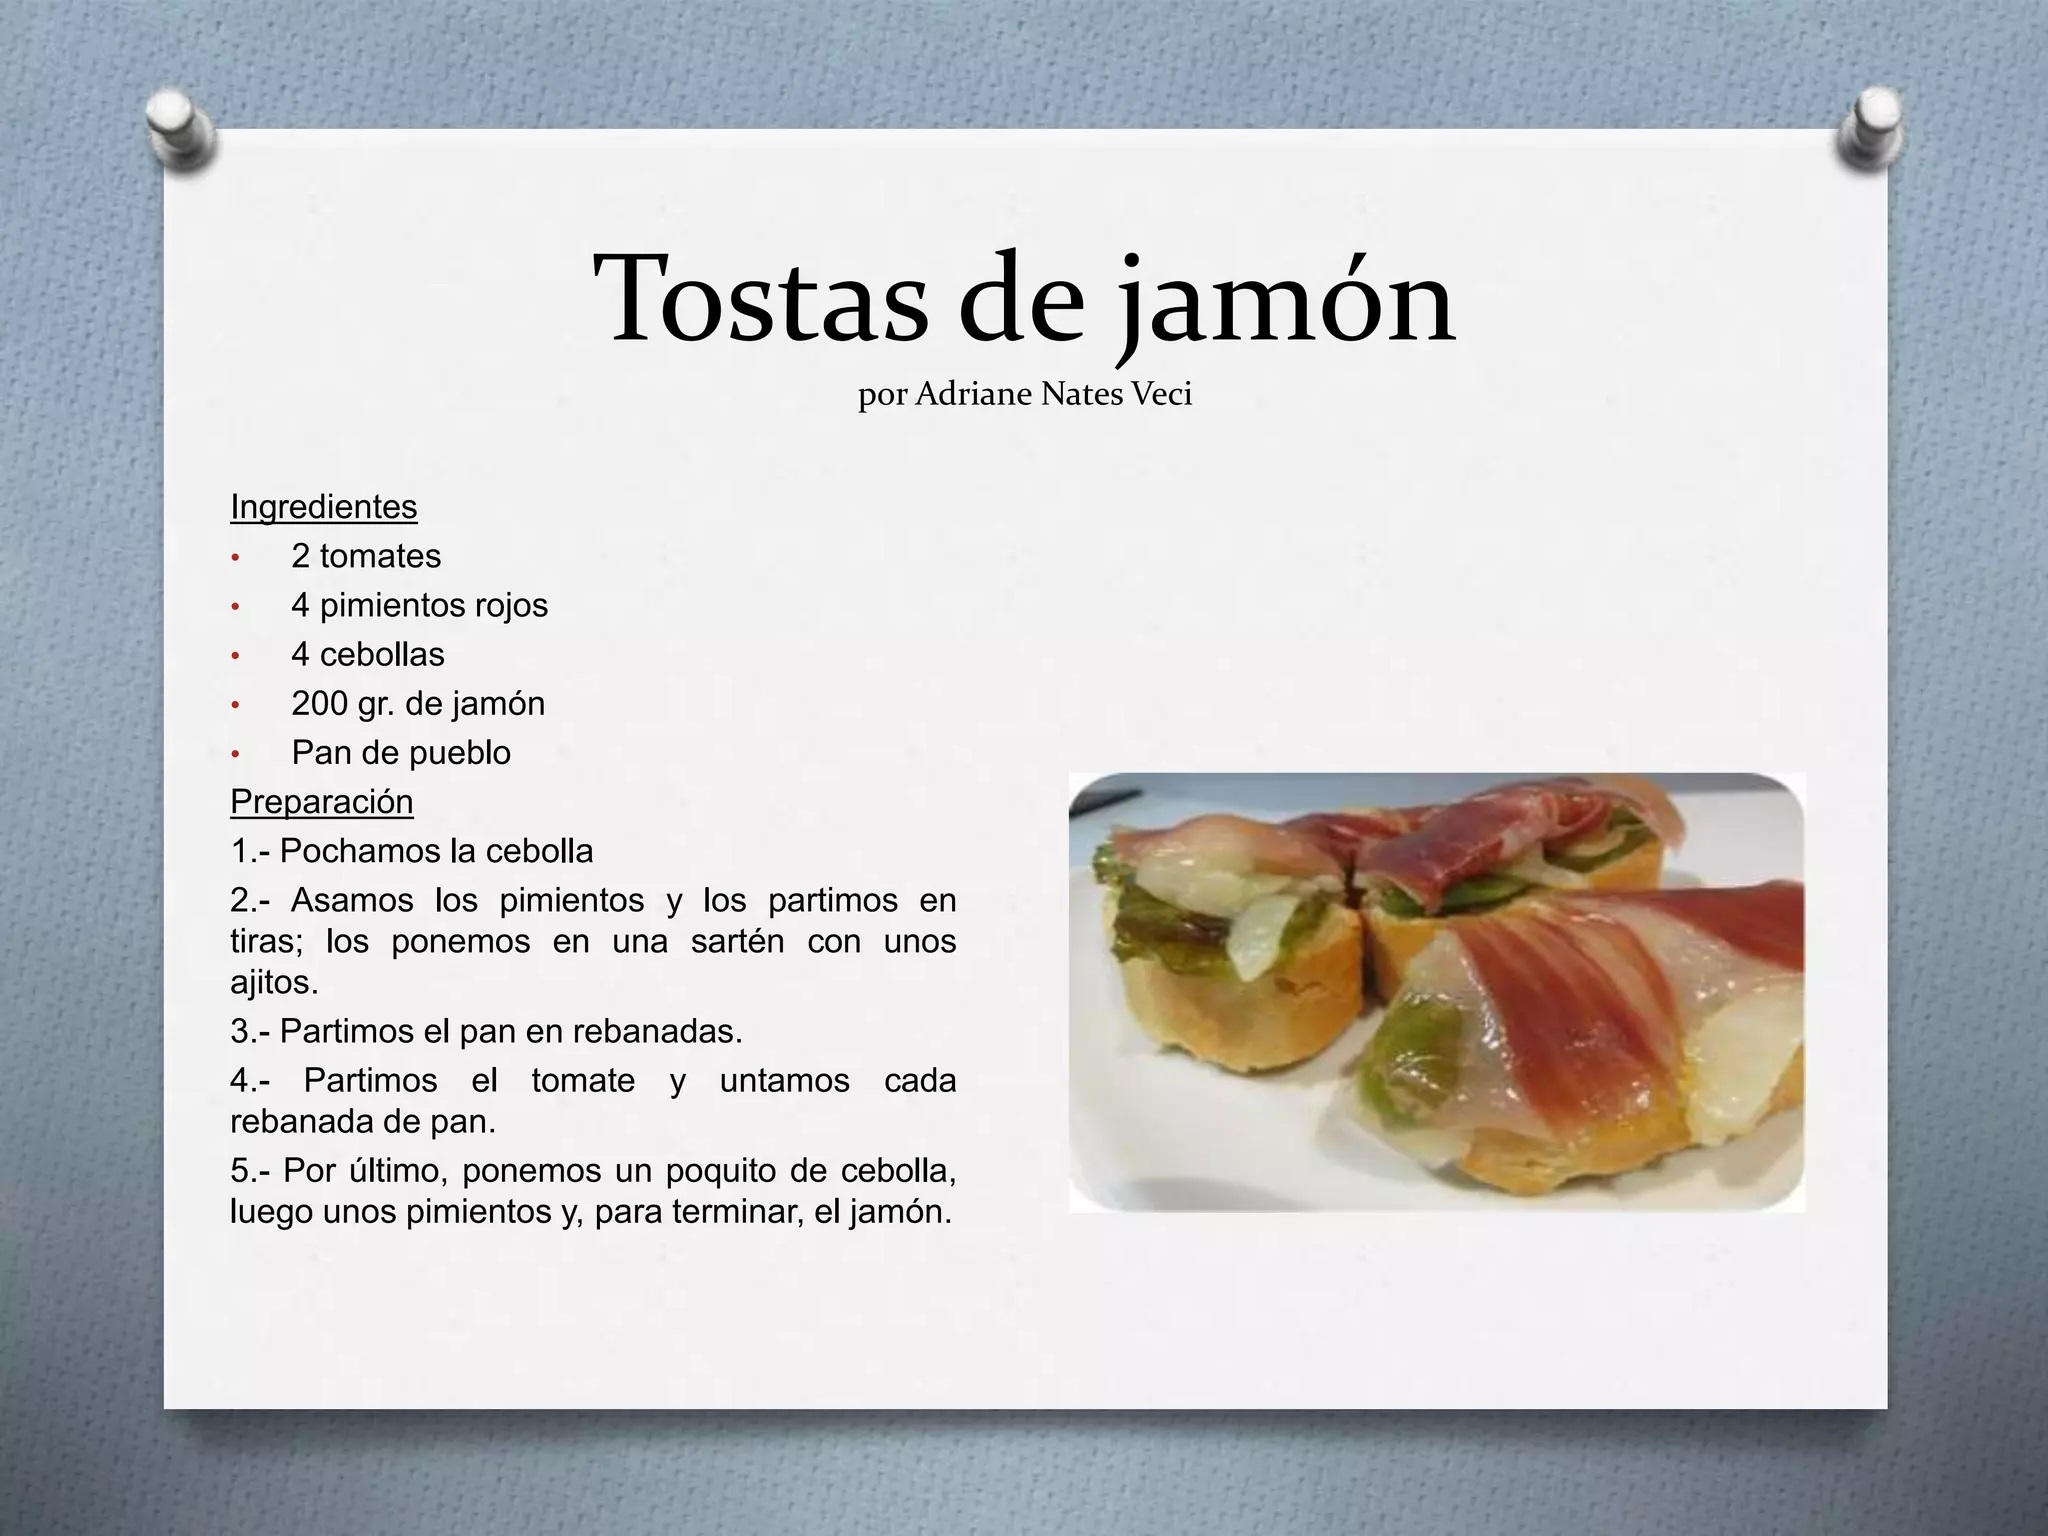 Tostas de jamón
por Adriane Nates Veci
Ingredientes
• 2 tomates
• 4 pimientos rojos
• 4 cebollas
• 200 gr. de jamón
• Pan de pueblo
Preparación
1.- Pochamos la cebolla
2.- Asamos los pimientos y los partimos en
tiras; los ponemos en una sartén con unos
ajitos.
3.- Partimos el pan en rebanadas.
4.- Partimos el tomate y untamos cada
rebanada de pan.
5.- Por último, ponemos un poquito de cebolla,
luego unos pimientos y, para terminar, el jamón.